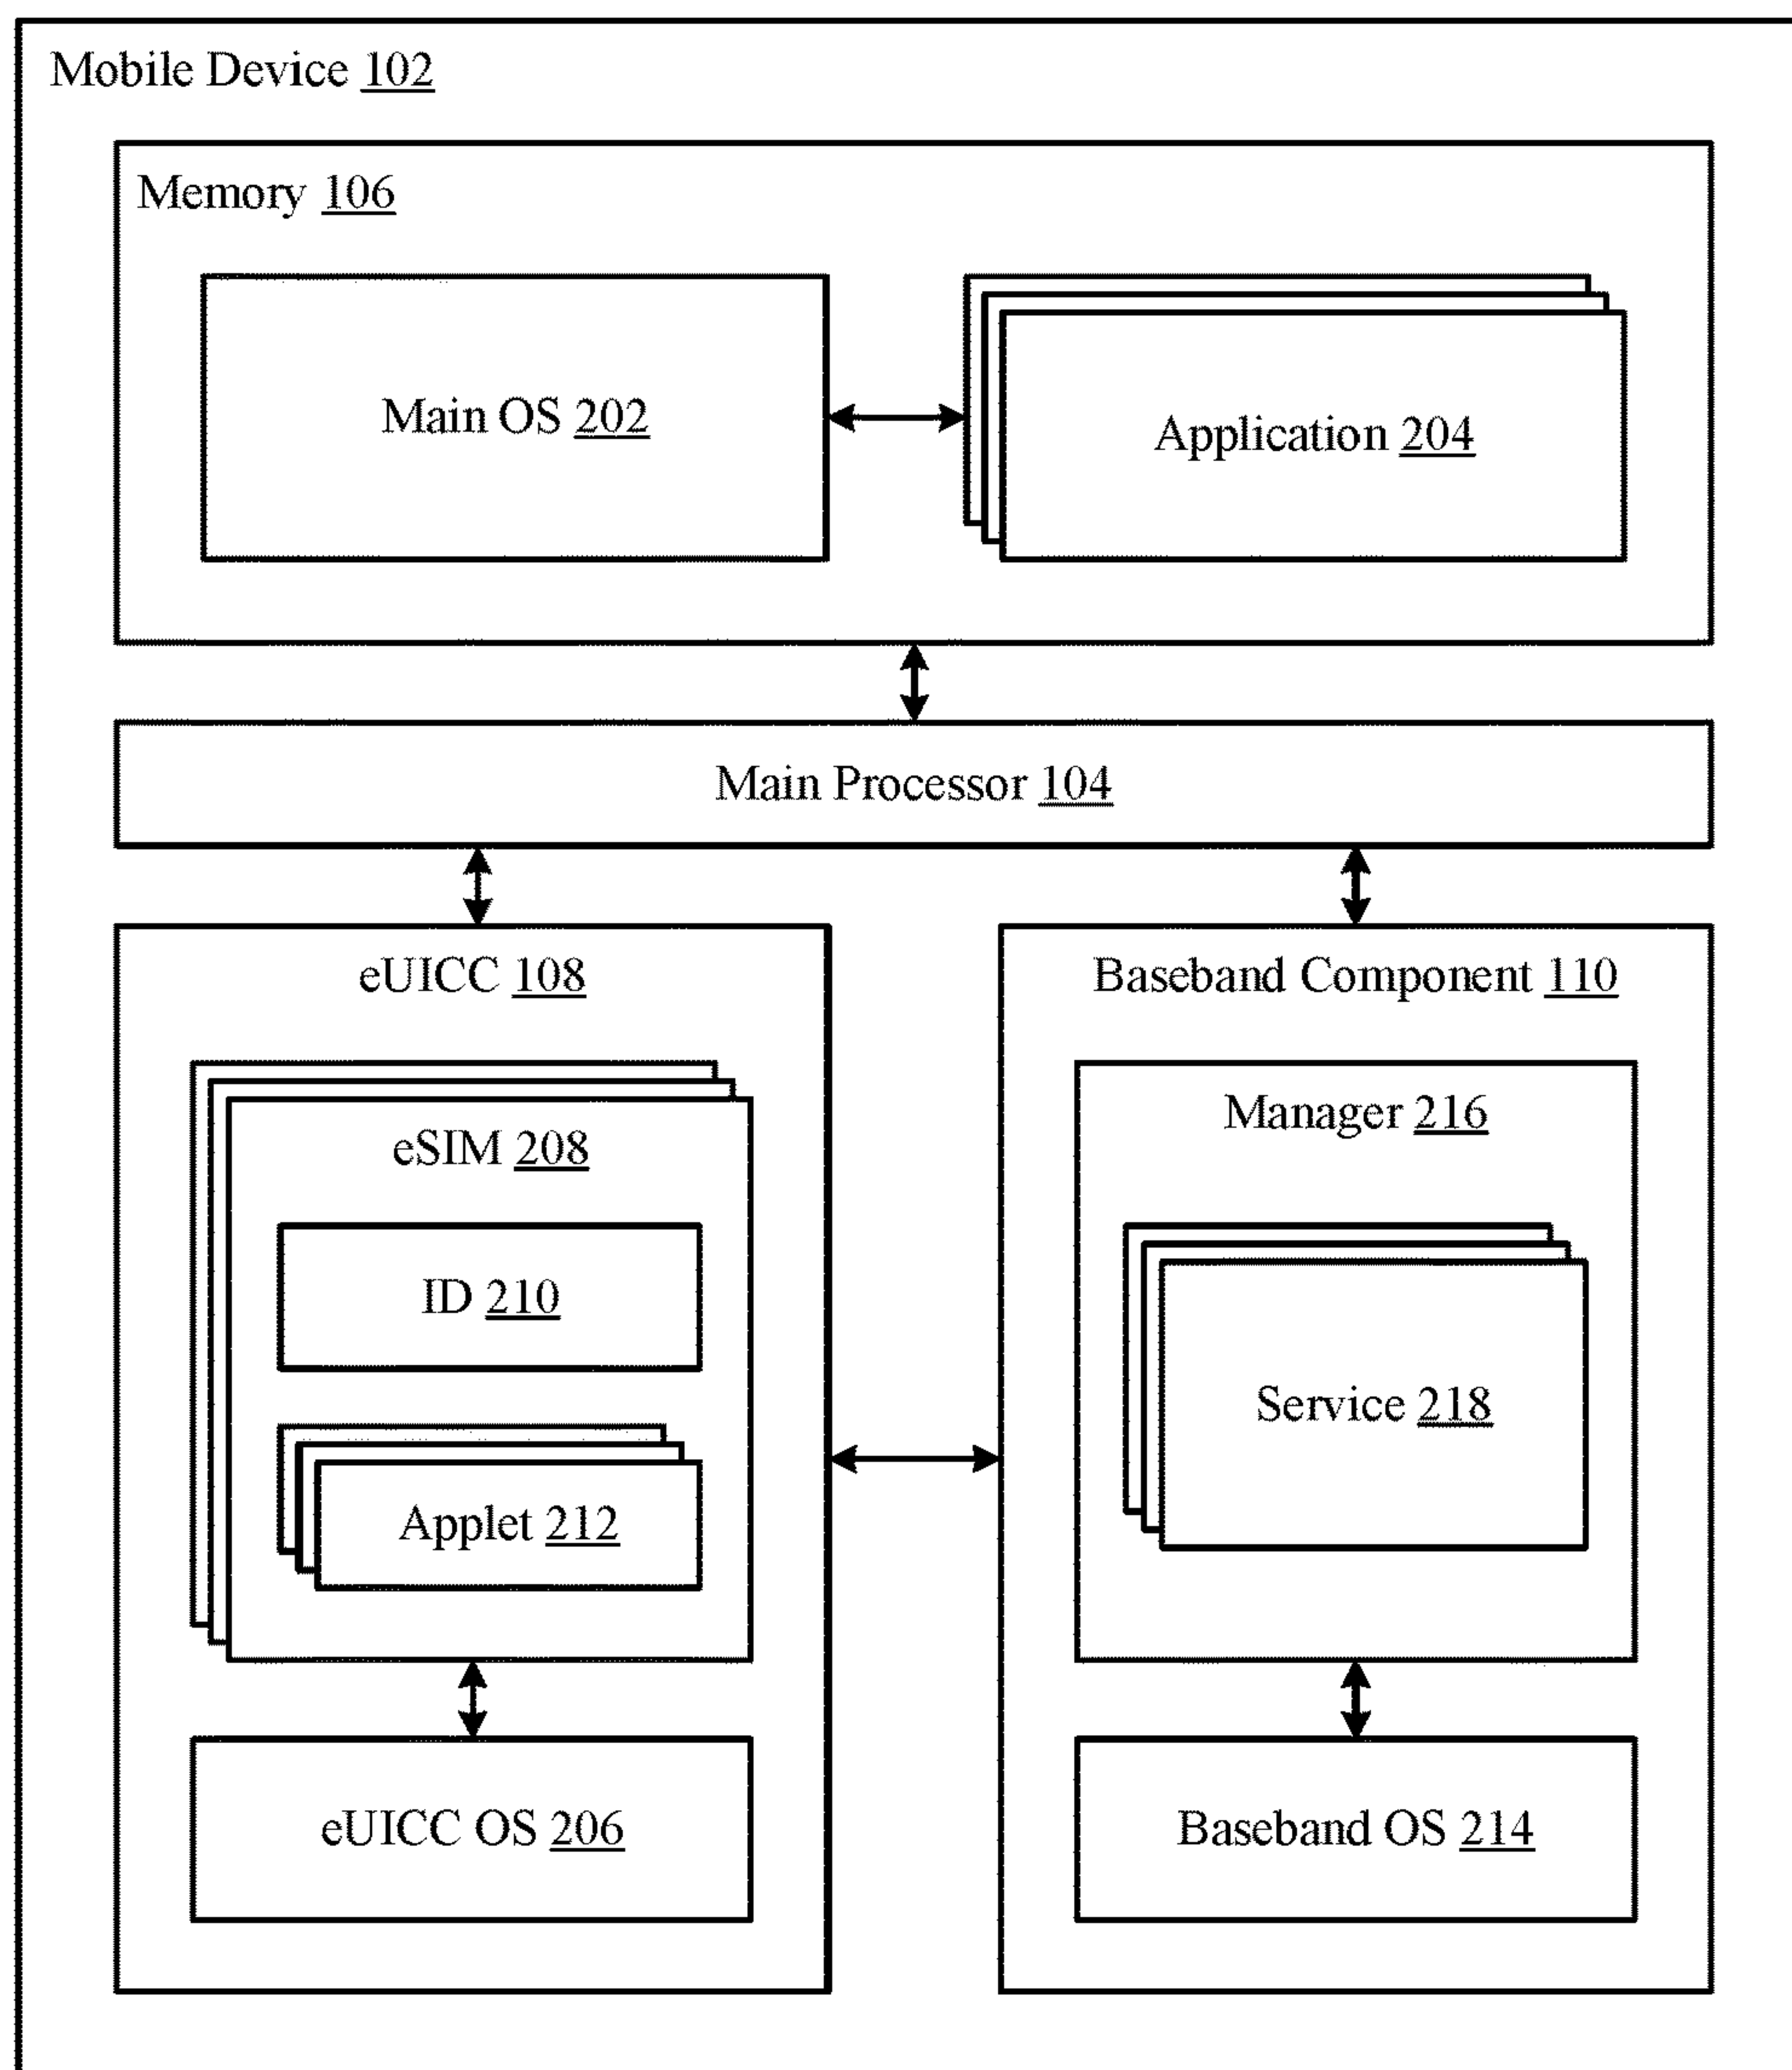 Mobile Device 102
Memory 106
Main OS 202
Application 204
Main Processor 104
eUICC 108
eSIM 208
ID 210
Applet 212
eUICC OS 206
Baseband Component 110
Manager 216
Service 218
Baseband OS 214